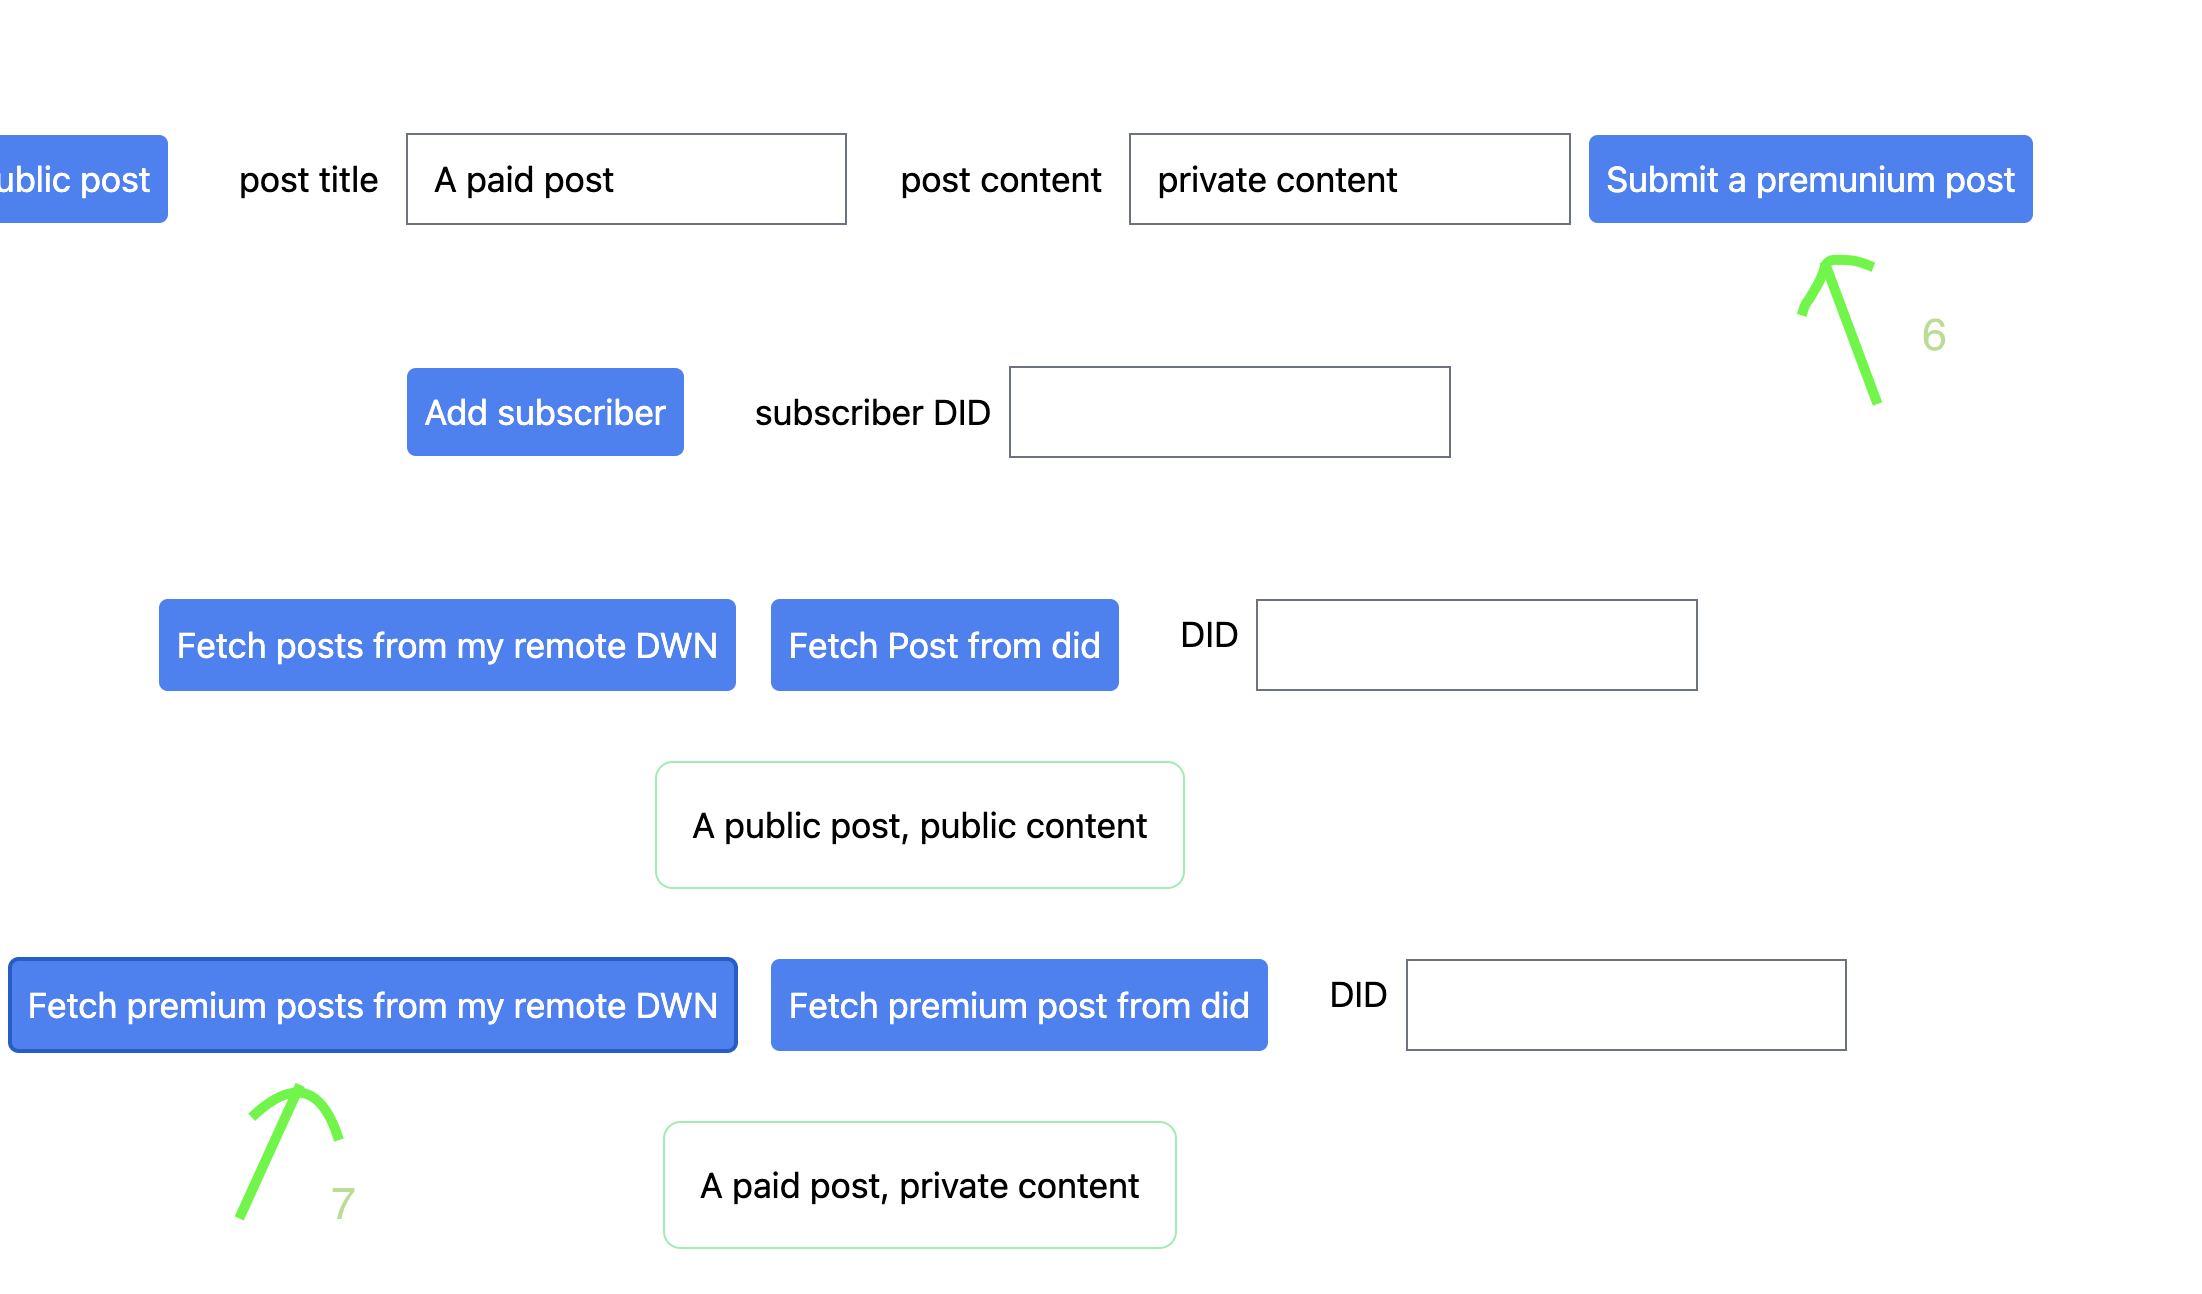 ublic post post title A paid post post content private content Submit a premunium post
6
Add subscriber subscriber DID
Fetch posts from my remote DWN Fetch Post from did DID
A public post, public content
Fetch premium posts from my remote DWN Fetch premium post from did DID
A paid post, private content
7